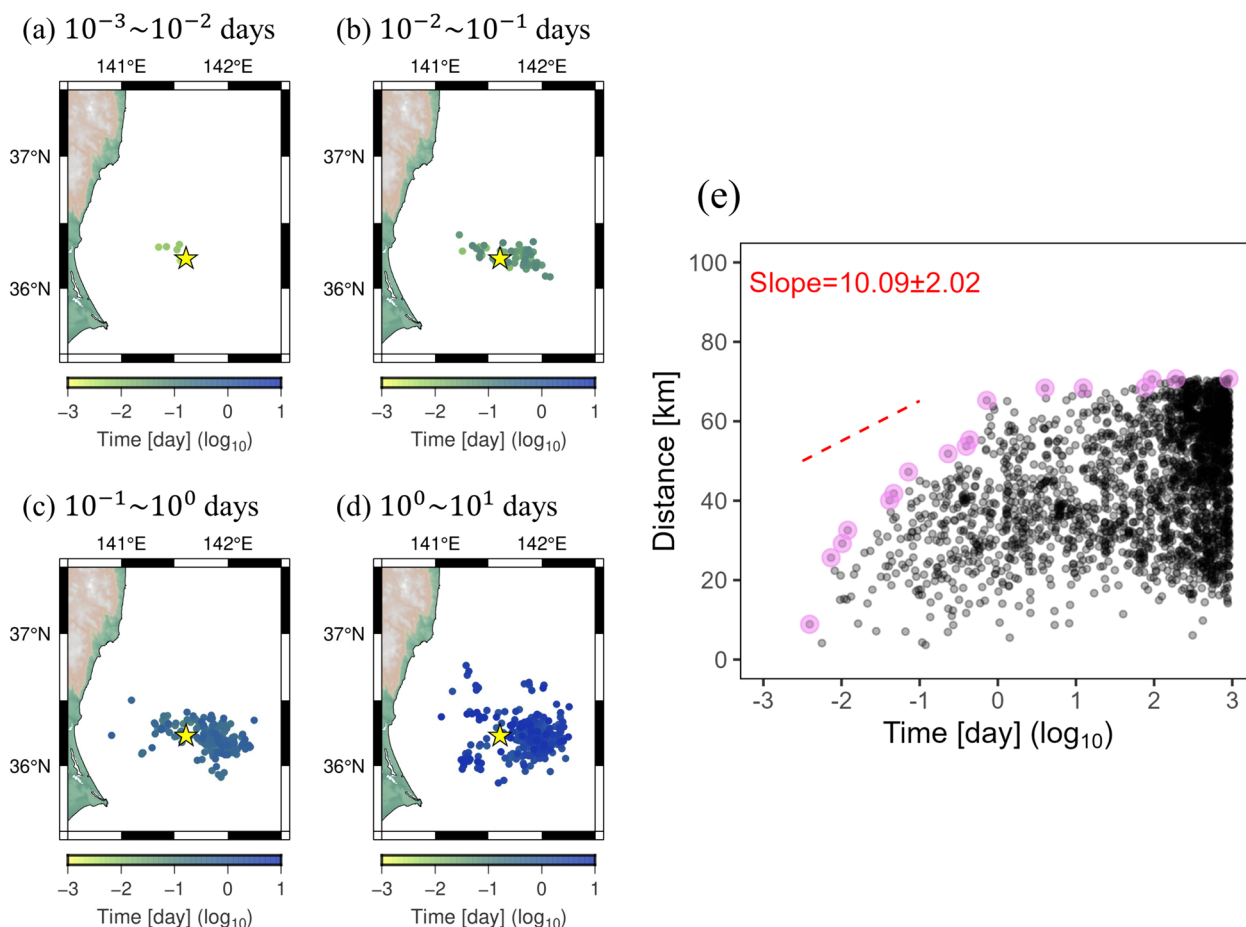 (a) 10⁻³~10⁻² days
141°E 142°E
37°N
36°N
−3 −2 −1 0 1
Time [day] (log₁₀)
(b) 10⁻²~10⁻¹ days
141°E 142°E
37°N
36°N
−3 −2 −1 0 1
Time [day] (log₁₀)
(c) 10⁻¹~10⁰ days
141°E 142°E
37°N
36°N
−3 −2 −1 0 1
Time [day] (log₁₀)
(d) 10⁰~10¹ days
141°E 142°E
37°N
36°N
−3 −2 −1 0 1
Time [day] (log₁₀)
(e)
Slope=10.09±2.02
Distance [km]
100
80
60
40
20
0
-3 -2 -1 0 1 2 3
Time [day] (log₁₀)